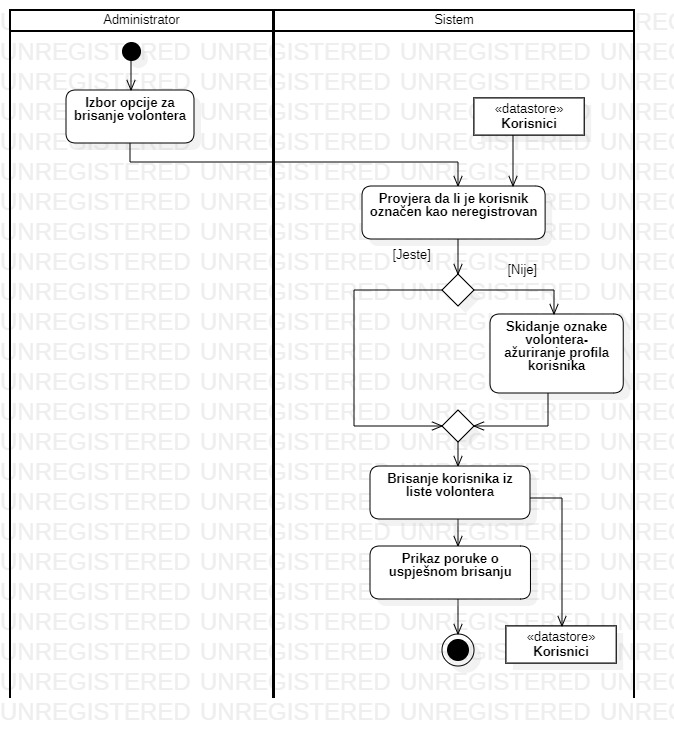 Administrator
Sistem
Izbor opcije za
brisanje volontera
«datastore»
Korisnici
Provjera da li je korisnik
označen kao neregistrovan
[Jeste]
[Nije]
Skidanje oznake
volontera-
ažuriranje profila
korisnika
Brisanje korisnika iz
liste volontera
Prikaz poruke o
uspješnom brisanju
«datastore»
Korisnici
UNREGISTERED UNREGISTERED UNREGISTERED UNREG